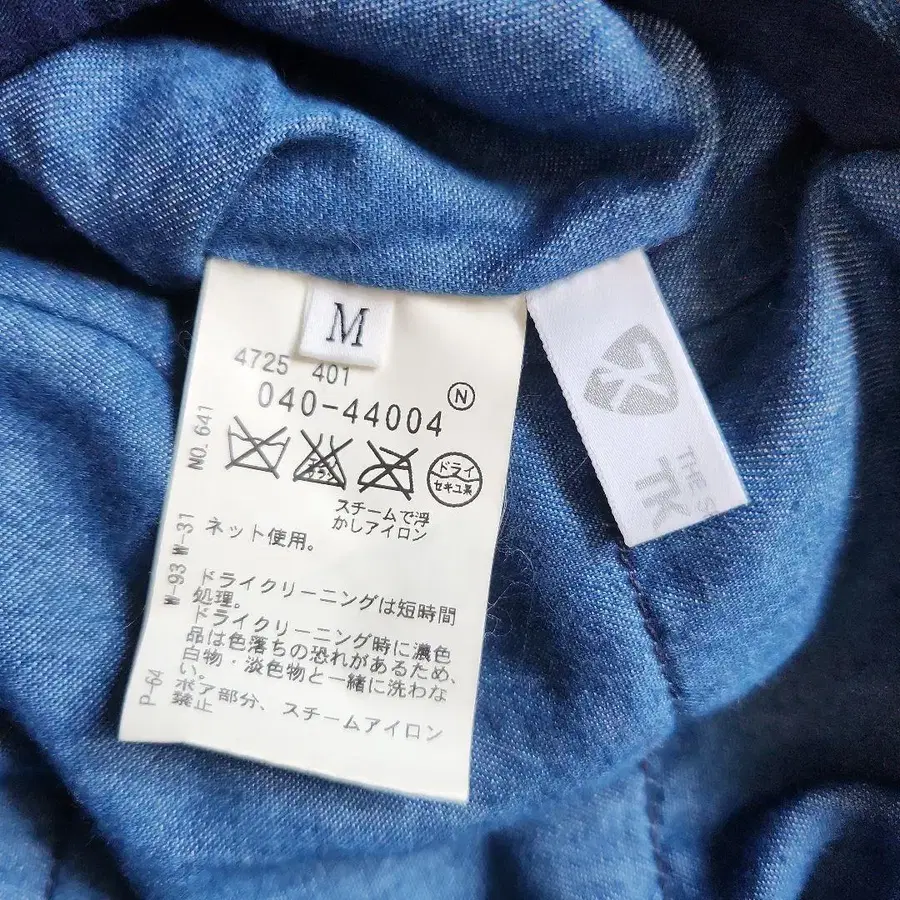 M
4725 401
040-44004
N
ドライ
セキユ系
スチームで浮
かしアイロン
ネット使用。
ドライクリーニングは短時間
処理。
ドライクリーニング時に濃色
品は色落ちの恐れがあるため、
白物・淡色物と一緒に洗わな
い。
ボア部分、スチームアイロン
禁止
NO. 641
W-93 W-31
P-64
TK
THE S
TK